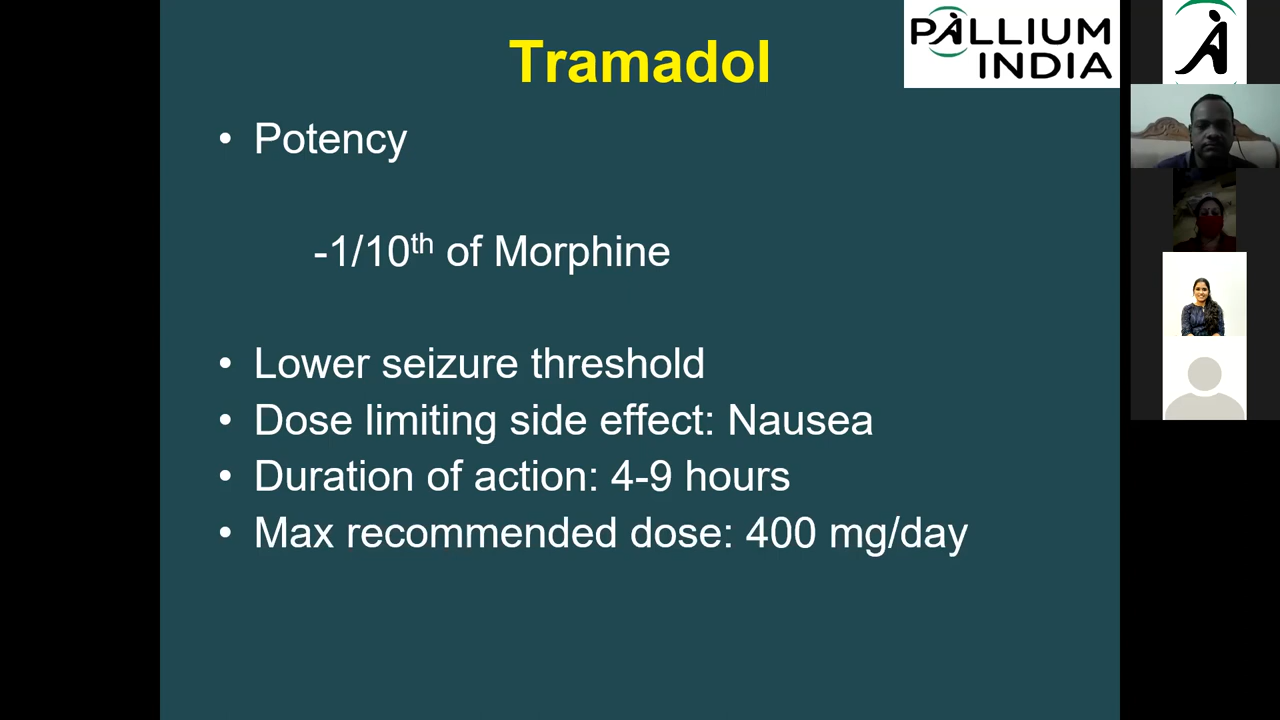 Tramadol
PALLIUM
INDIA
• Potency
-1/10th of Morphine
• Lower seizure threshold
• Dose limiting side effect: Nausea
• Duration of action: 4-9 hours
• Max recommended dose: 400 mg/day